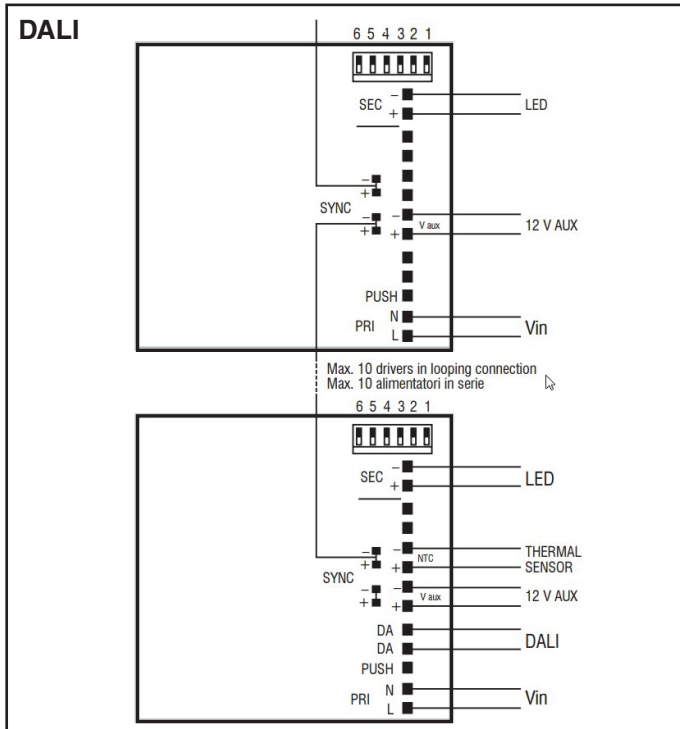 DALI
6 5 4 3 2 1
SEC
−
+
LED
−
+
SYNC
−
+
−
+
V aux
12 V AUX
PUSH
PRI
N
L
Vin
Max. 10 drivers in looping connection
Max. 10 alimentatori in serie
6 5 4 3 2 1
SEC
−
+
LED
−
+
SYNC
−
+
−
+
NTC
THERMAL
SENSOR
−
+
V aux
12 V AUX
DA
DA
DALI
PUSH
PRI
N
L
Vin